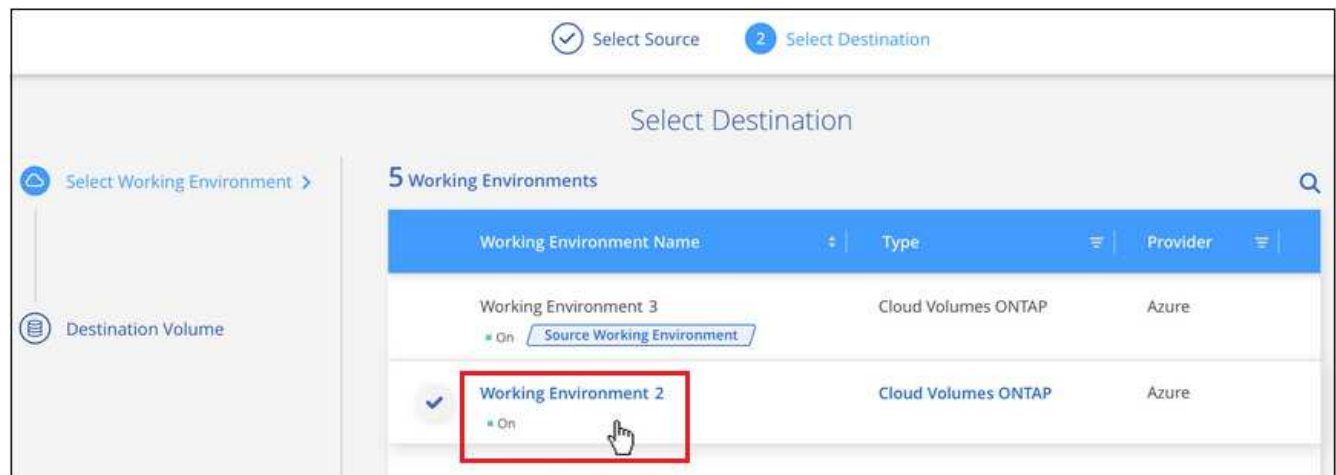 Select Source
2 Select Destination
Select Destination
Select Working Environment >
Destination Volume
5 Working Environments
Working Environment Name Type Provider
Working Environment 3 Cloud Volumes ONTAP Azure
On Source Working Environment
Working Environment 2 Cloud Volumes ONTAP Azure
On